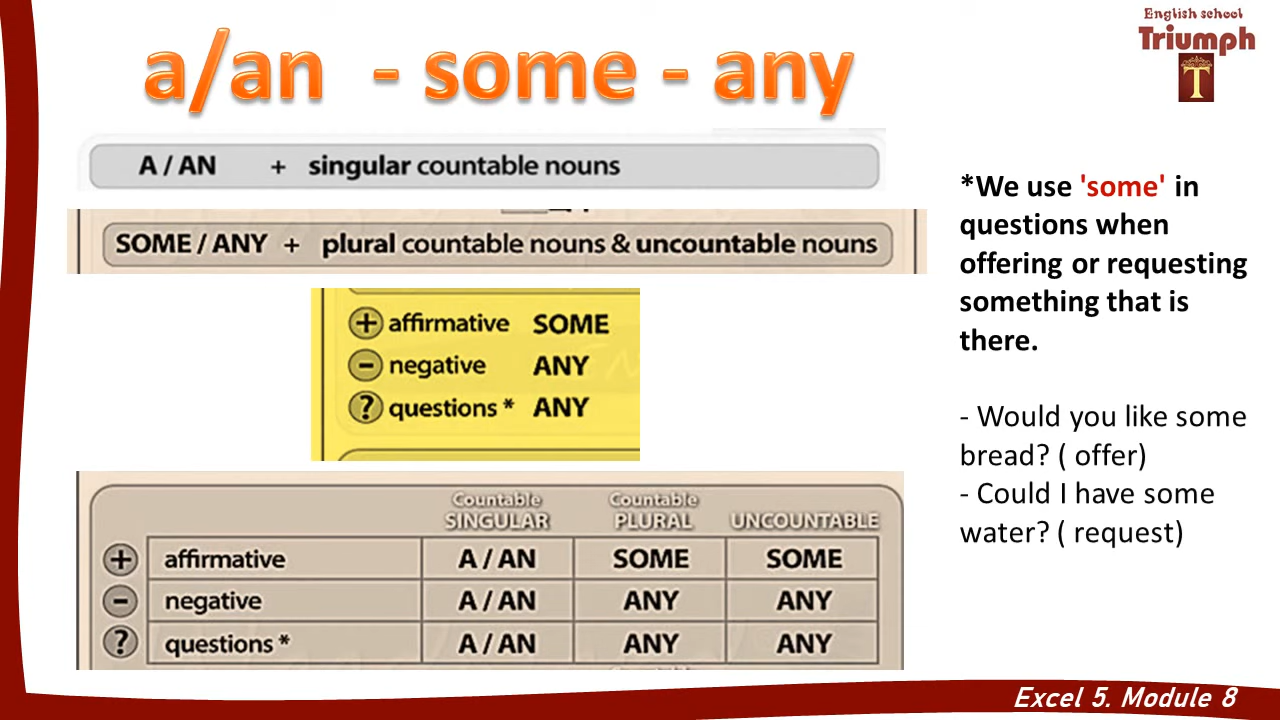 English school
Triumph
T
a/an - some - any
A / AN + singular countable nouns
SOME / ANY + plural countable nouns & uncountable nouns
+ affirmative SOME
- negative ANY
? questions * ANY
Countable SINGULAR Countable PLURAL UNCOUNTABLE
+ affirmative A / AN SOME SOME
- negative A / AN ANY ANY
? questions * A / AN ANY ANY
*We use 'some' in
questions when
offering or requesting
something that is
there.
- Would you like some
bread? ( offer)
- Could I have some
water? ( request)
Excel 5. Module 8